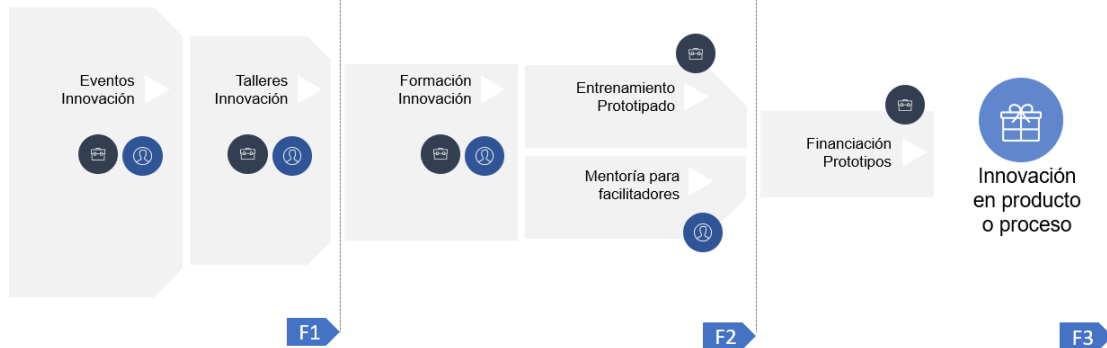 Eventos
Innovación
Talleres
Innovación
Formación
Innovación
Entrenamiento
Prototipado
Mentoría para
facilitadores
Financiación
Prototipos
Innovación
en producto
o proceso
F1
F2
F3